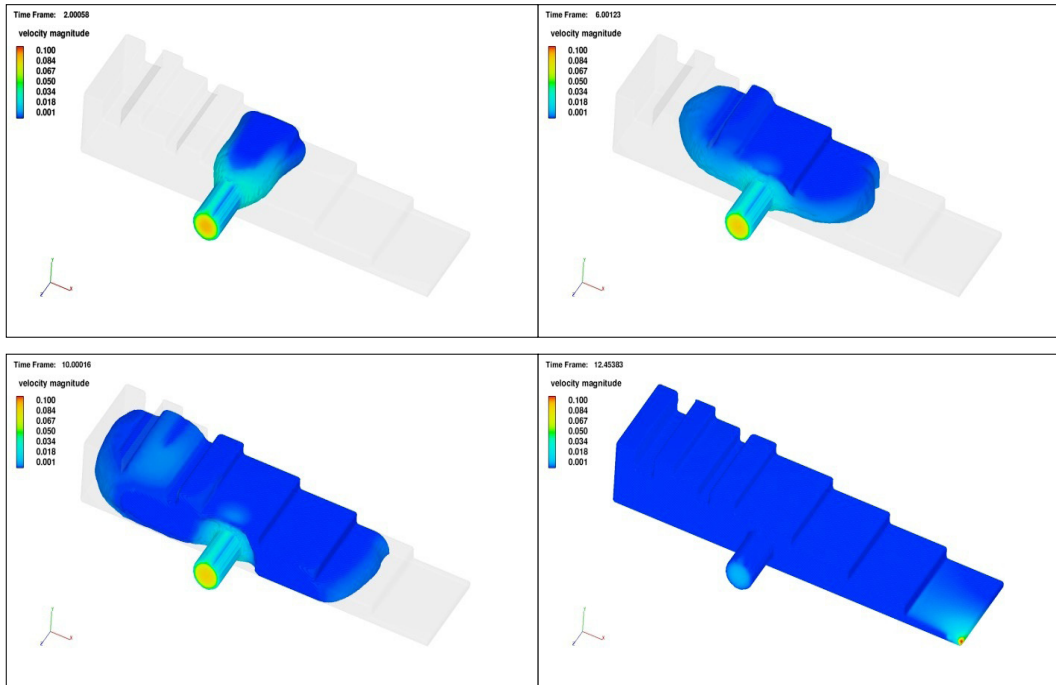 Time Frame: 2.00058
velocity magnitude
0.100
0.084
0.067
0.050
0.034
0.018
0.001
y
z
x
Time Frame: 6.00123
velocity magnitude
0.100
0.084
0.067
0.050
0.034
0.018
0.001
y
z
x
Time Frame: 10.00016
velocity magnitude
0.100
0.084
0.067
0.050
0.034
0.018
0.001
y
z
x
Time Frame: 12.45383
velocity magnitude
0.100
0.084
0.067
0.050
0.034
0.018
0.001
y
z
x